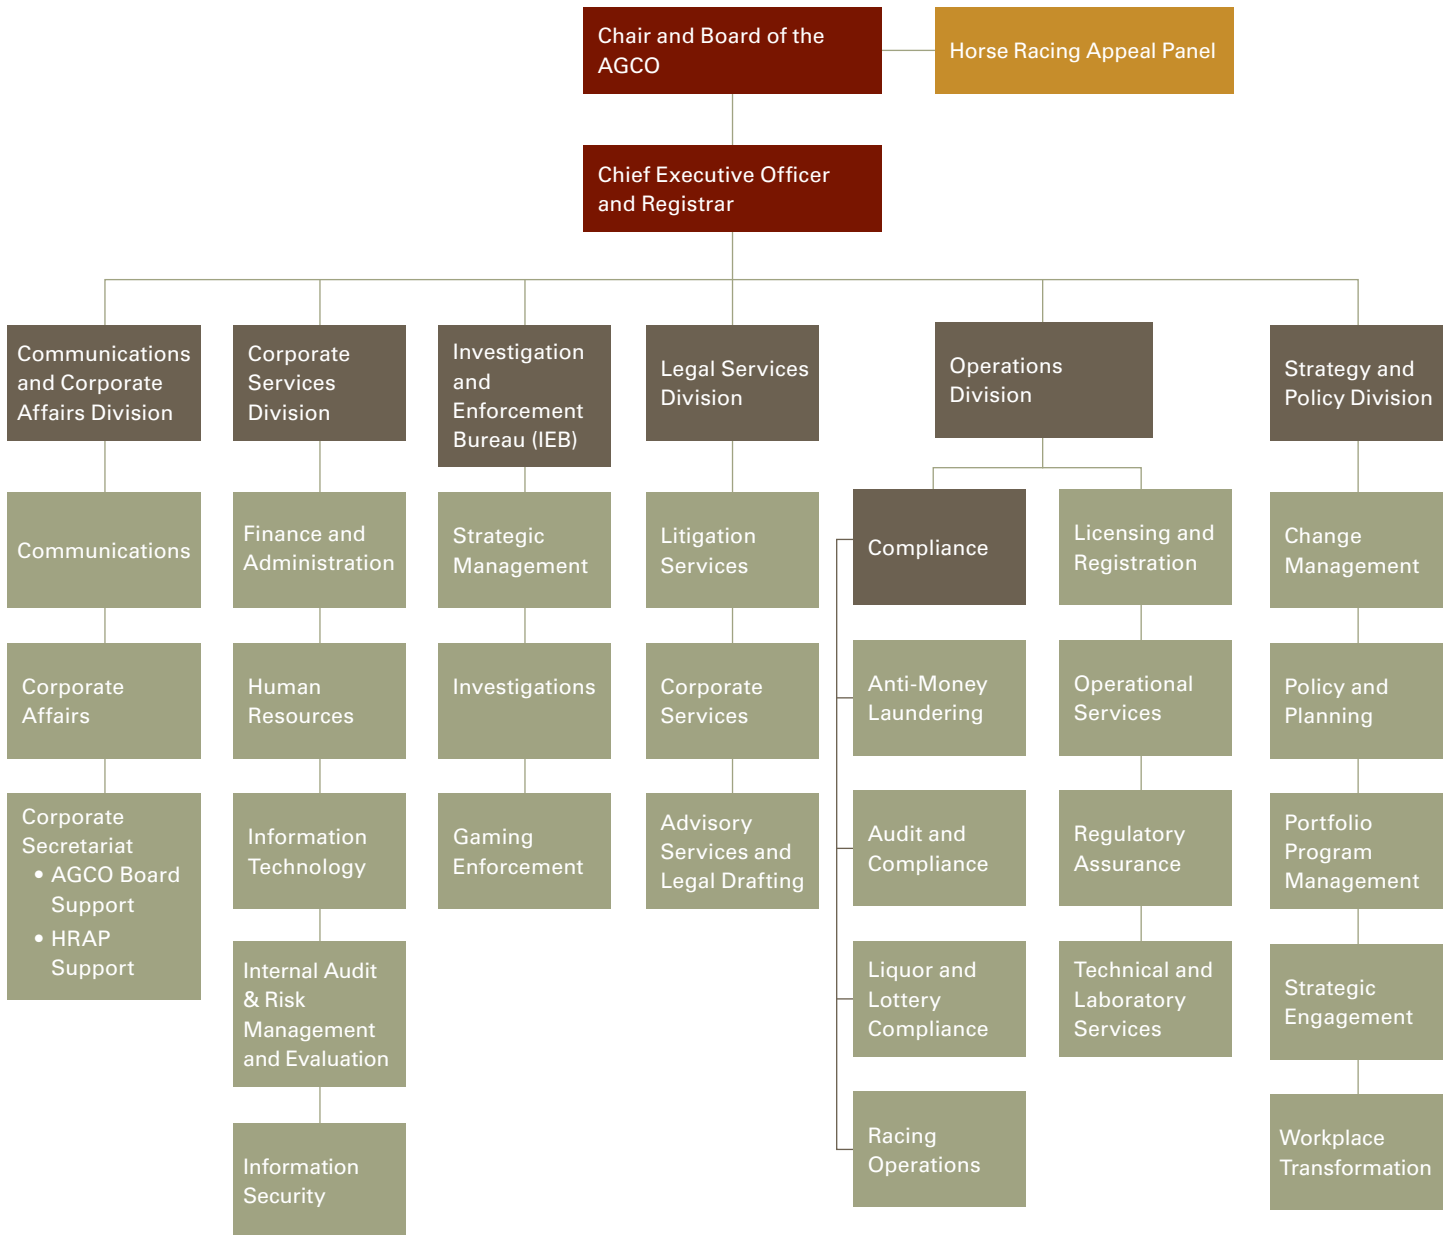 Chair and Board of the
AGCO
Horse Racing Appeal Panel
Chief Executive Officer
and Registrar
Communications
and Corporate
Affairs Division
Communications
Corporate
Affairs
Corporate
Secretariat
• AGCO Board
Support
• HRAP
Support
Corporate
Services
Division
Finance and
Administration
Human
Resources
Information
Technology
Internal Audit
& Risk
Management
and Evaluation
Information
Security
Investigation
and
Enforcement
Bureau (IEB)
Strategic
Management
Investigations
Gaming
Enforcement
Legal Services
Division
Litigation
Services
Corporate
Services
Advisory
Services and
Legal Drafting
Operations
Division
Compliance
Anti-Money
Laundering
Audit and
Compliance
Liquor and
Lottery
Compliance
Racing
Operations
Licensing and
Registration
Operational
Services
Regulatory
Assurance
Technical and
Laboratory
Services
Strategy and
Policy Division
Change
Management
Policy and
Planning
Portfolio
Program
Management
Strategic
Engagement
Workplace
Transformation